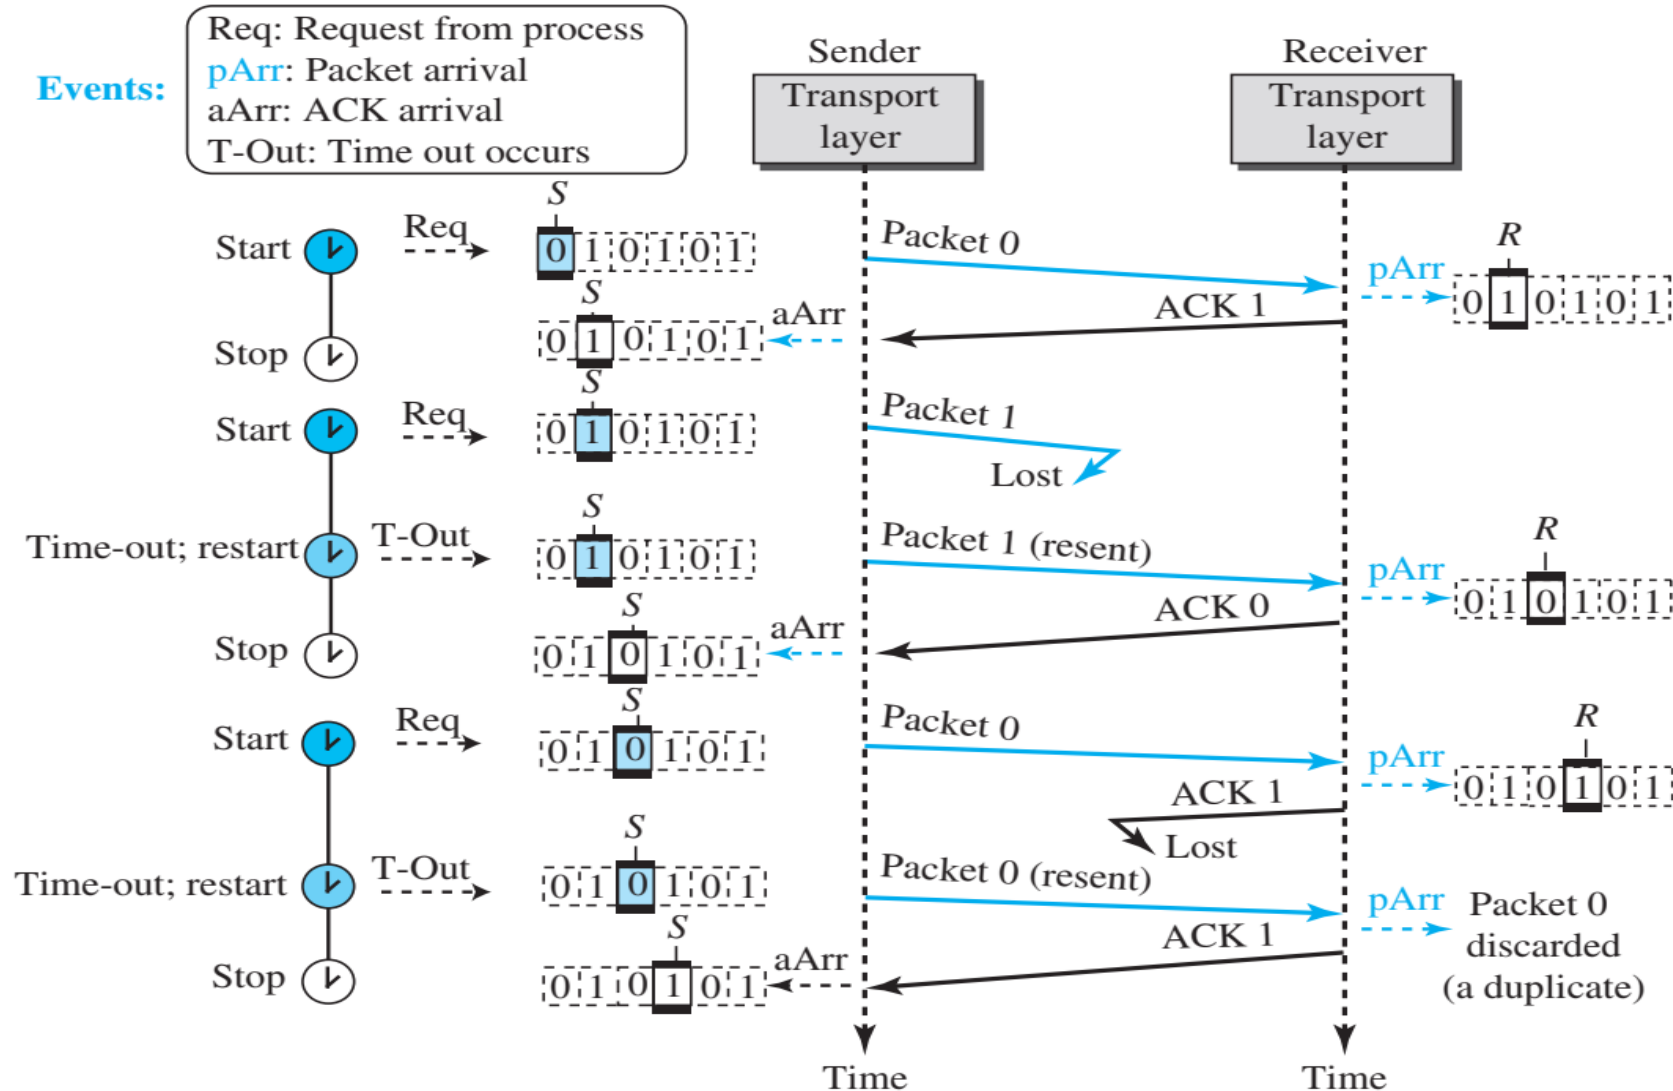 Events:
Req: Request from process
pArr: Packet arrival
aArr: ACK arrival
T-Out: Time out occurs
Sender
Transport
layer
Receiver
Transport
layer
Start
Req
S
0 1 0 1 0 1
Packet 0
pArr
R
0 1 0 1 0 1
Stop
S
0 1 0 1 0 1
aArr
ACK 1
Start
Req
S
0 1 0 1 0 1
Packet 1
Lost
Time-out; restart
T-Out
S
0 1 0 1 0 1
Packet 1 (resent)
pArr
R
0 1 0 1 0 1
Stop
S
0 1 0 1 0 1
aArr
ACK 0
Start
Req
S
0 1 0 1 0 1
Packet 0
pArr
R
0 1 0 1 0 1
ACK 1
Lost
Time-out; restart
T-Out
S
0 1 0 1 0 1
Packet 0 (resent)
pArr
Packet 0
discarded
(a duplicate)
Stop
S
0 1 0 1 0 1
aArr
ACK 1
Time
Time